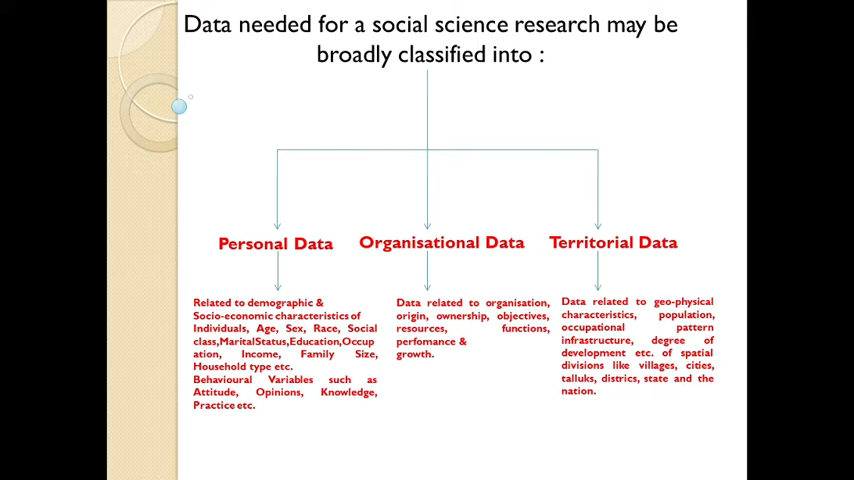 Data needed for a social science research may be
broadly classified into :
Personal Data
Organisational Data
Territorial Data
Related to demographic &
Socio-economic characteristics of
Individuals, Age, Sex, Race, Social
class,MaritalStatus,Education,Occup
ation, Income, Family Size,
Household type etc.
Behavioural Variables such as
Attitude, Opinions, Knowledge,
Practice etc.
Data related to organisation,
origin, ownership, objectives,
resources, functions,
perfomance &
growth.
Data related to geo-physical
characteristics, population,
occupational pattern
infrastructure, degree of
development etc. of spatial
divisions like villages, cities,
talluks, districs, state and the
nation.